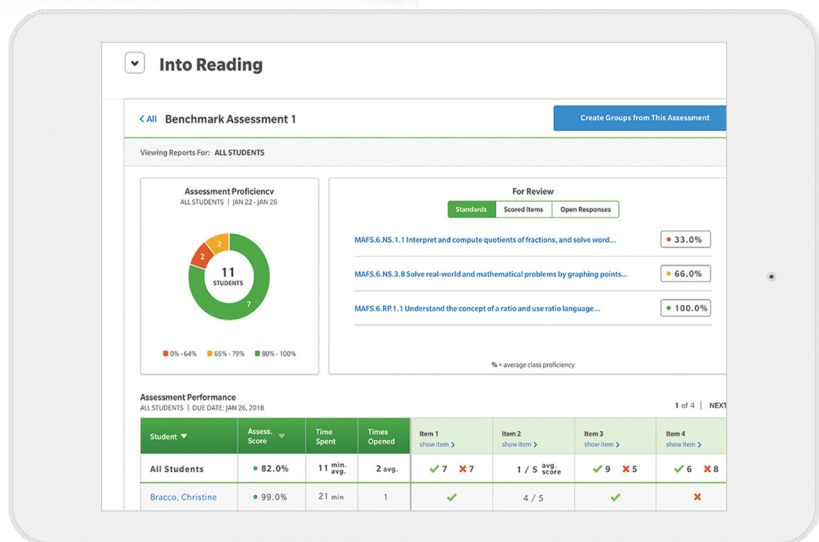 Into Reading
All Benchmark Assessment 1
Create Groups from This Assessment
Viewing Reports For: ALL STUDENTS
Assessment Proficiency
ALL STUDENTS | JAN 22 - JAN 26
2
2
11
STUDENTS
7
0% - 64% 65% - 79% 80% - 100%
For Review
Standards Scored Items Open Responses
MAFS.6.NS.1.1 Interpret and compute quotients of fractions, and solve word... 33.0%
MAFS.6.NS.3.8 Solve real-world and mathematical problems by graphing points... 66.0%
MAFS.6.RP.1.1 Understand the concept of a ratio and use ratio language... 100.0%
% = average class proficiency
Assessment Performance
ALL STUDENTS | DUE DATE: JAN 26, 2018
1 of 4 | NEXT
Student Assess. Score Time Spent Times Opened Item 1 show item Item 2 show item Item 3 show item Item 4 show item
All Students 82.0% 11 min. avg. 2 avg. 7 7 1 / 5 avg. score 9 5 6 8
Bracco, Christine 99.0% 21 min 1 4 / 5